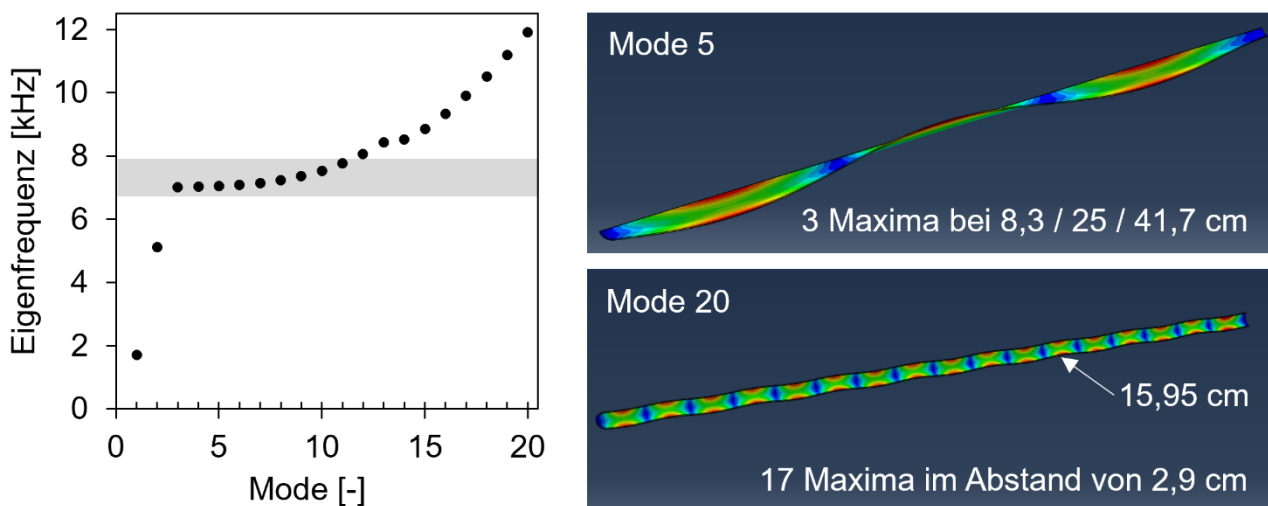 Eigenfrequenz [kHz]
12
10
8
6
4
2
0
0 5 10 15 20
Mode [-]
Mode 5
3 Maxima bei 8,3 / 25 / 41,7 cm
Mode 20
15,95 cm
17 Maxima im Abstand von 2,9 cm